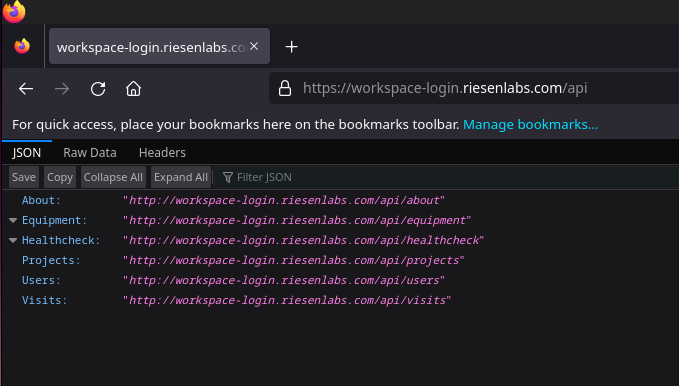 workspace-login.riesenlabs.co
https://workspace-login.riesenlabs.com/api
For quick access, place your bookmarks here on the bookmarks toolbar. Manage bookmarks...
JSON Raw Data Headers
Save Copy Collapse All Expand All Filter JSON
About: "http://workspace-login.riesenlabs.com/api/about"
Equipment: "http://workspace-login.riesenlabs.com/api/equipment"
Healthcheck: "http://workspace-login.riesenlabs.com/api/healthcheck"
Projects: "http://workspace-login.riesenlabs.com/api/projects"
Users: "http://workspace-login.riesenlabs.com/api/users"
Visits: "http://workspace-login.riesenlabs.com/api/visits"